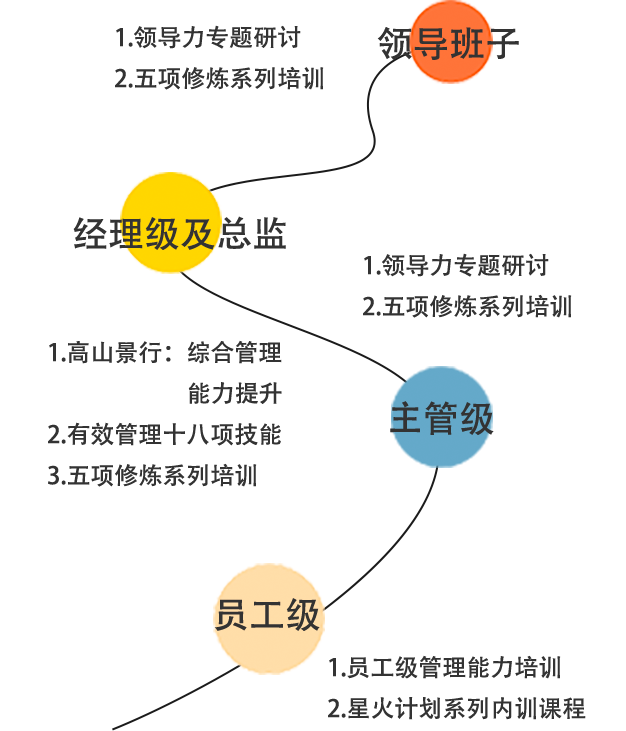 1.领导力专题研讨
2.五项修炼系列培训
领导班子
经理级及总监
1.领导力专题研讨
2.五项修炼系列培训
1.高山景行：综合管理
能力提升
2.有效管理十八项技能
3.五项修炼系列培训
主管级
员工级
1.员工级管理能力培训
2.星火计划系列内训课程